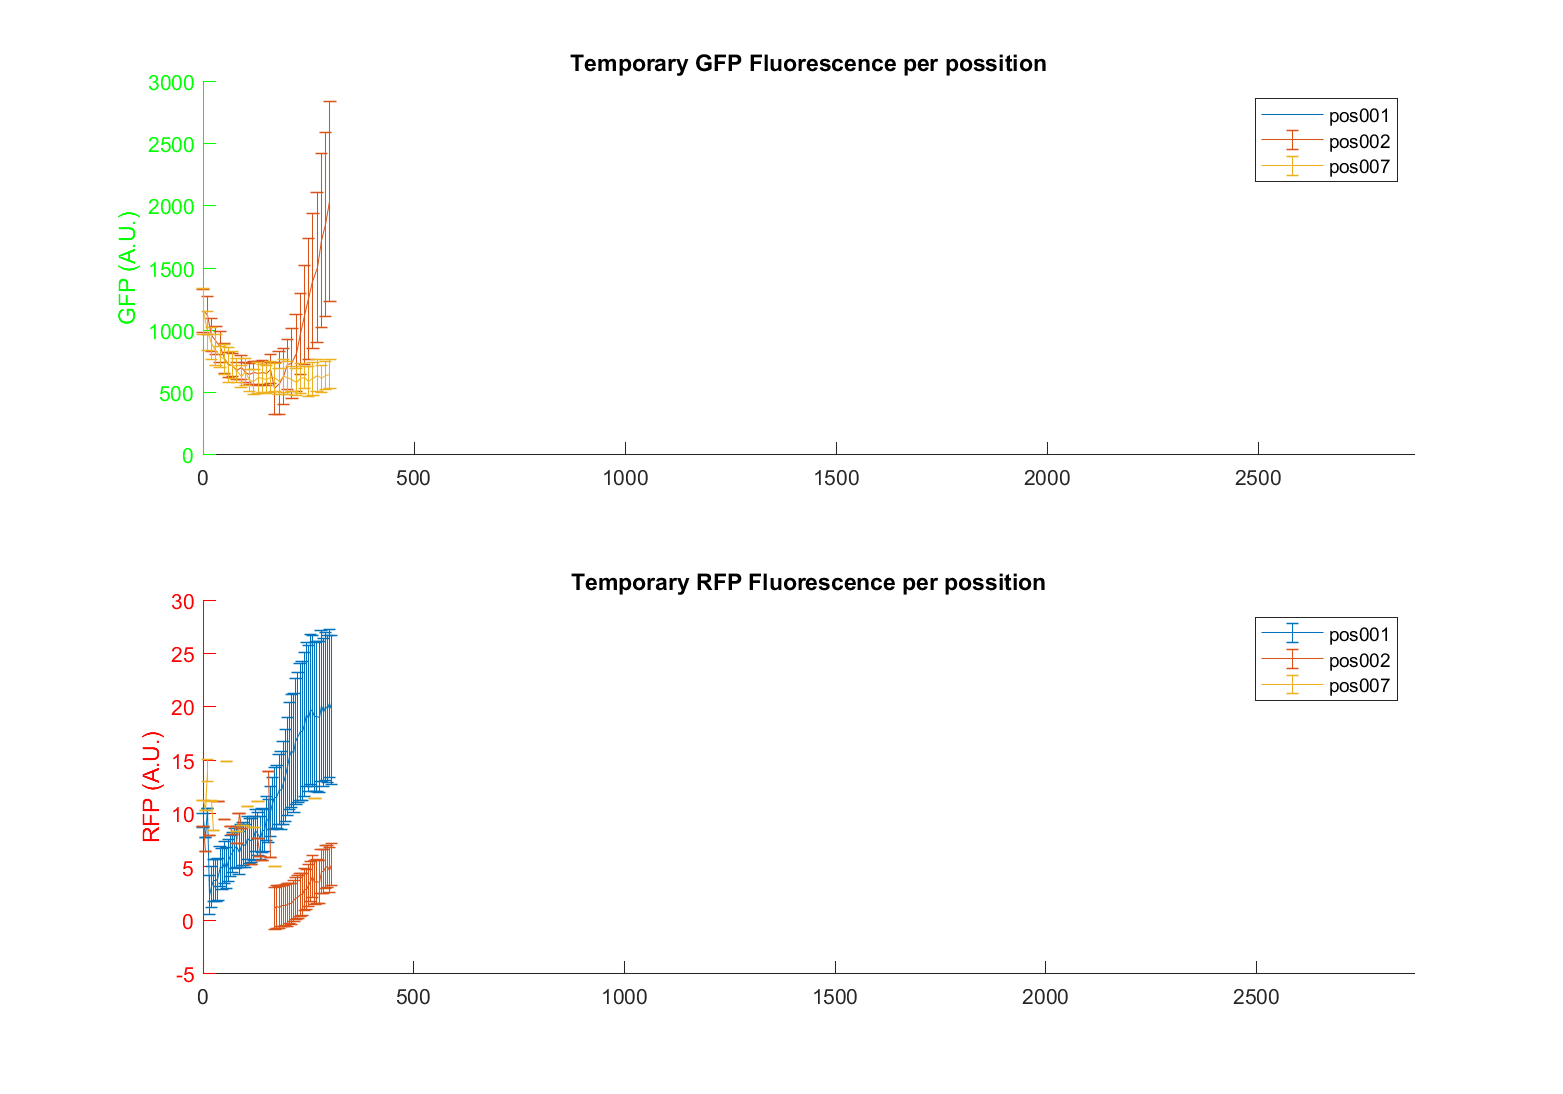 Temporary GFP Fluorescence per possition
3000
2500
2000
1500
1000
500
0
GFP (A.U.)
pos001
pos002
pos007
0 500 1000 1500 2000 2500
Temporary RFP Fluorescence per possition
30
25
20
15
10
5
0
-5
RFP (A.U.)
pos001
pos002
pos007
0 500 1000 1500 2000 2500